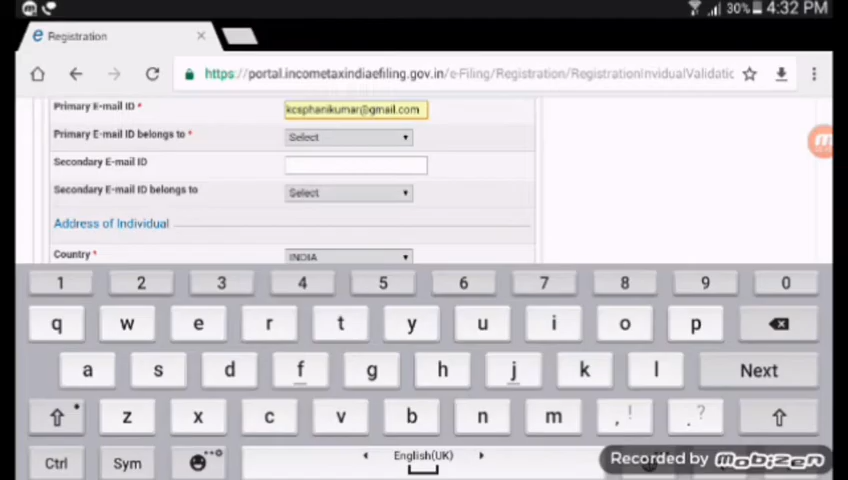 30% 4:32 PM
e Registration ×
https://portal.incometaxindiaefiling.gov.in/e-Filing/Registration/RegistrationInvidualValidatic
Primary E-mail ID * kcsphanikumar@gmail.com
Primary E-mail ID belongs to * Select
Secondary E-mail ID
Secondary E-mail ID belongs to Select
Address of Individual
Country * INDIA
1 2 3 4 5 6 7 8 9 0
q w e r t y u i o p
a s d f g h j k l Next
z x c v b n m , ! . ?
Ctrl Sym English(UK)
Recorded by mobizen